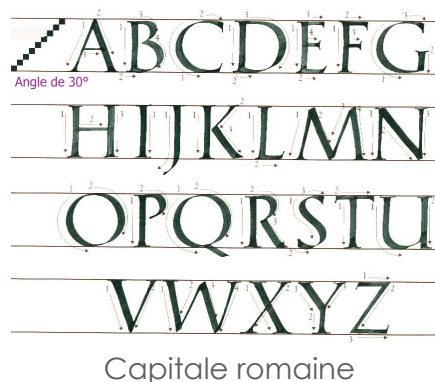 ABCDEFG
Angle de 30°
HIJKLMN
OPQRSTU
VWXYZ
Capitale romaine